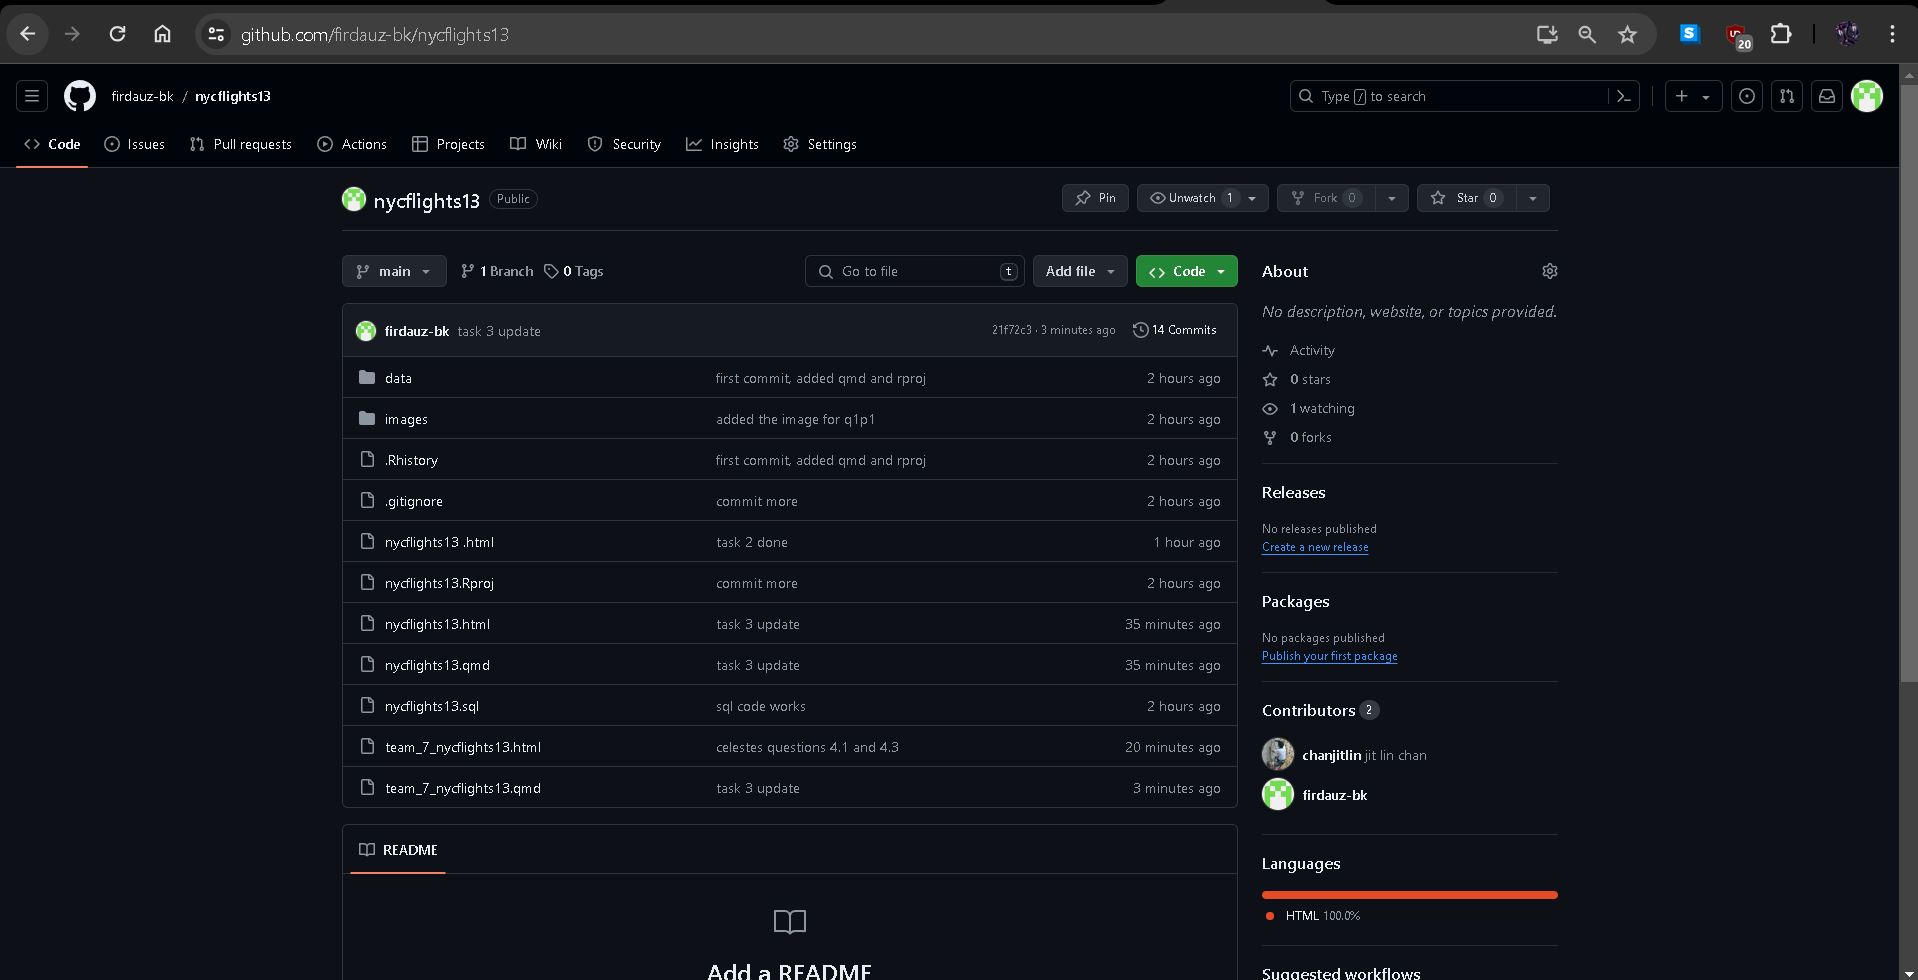 github.com/firdauz-bk/nycflights13
20
firdauz-bk / nycflights13
Type / to search
Code Issues Pull requests Actions Projects Wiki Security Insights Settings
nycflights13 Public
Pin Unwatch 1 Fork 0 Star 0
main 1 Branch 0 Tags
Go to file t Add file Code
firdauz-bk task 3 update 21f72c3 · 3 minutes ago 14 Commits
data first commit, added qmd and rproj 2 hours ago
images added the image for q1p1 2 hours ago
.Rhistory first commit, added qmd and rproj 2 hours ago
.gitignore commit more 2 hours ago
nycflights13 .html task 2 done 1 hour ago
nycflights13.Rproj commit more 2 hours ago
nycflights13.html task 3 update 35 minutes ago
nycflights13.qmd task 3 update 35 minutes ago
nycflights13.sql sql code works 2 hours ago
team_7_nycflights13.html celestes questions 4.1 and 4.3 20 minutes ago
team_7_nycflights13.qmd task 3 update 3 minutes ago
README
Add a README
About
No description, website, or topics provided.
Activity
0 stars
1 watching
0 forks
Releases
No releases published
Create a new release
Packages
No packages published
Publish your first package
Contributors 2
chanjitlin jit lin chan
firdauz-bk
Languages
HTML 100.0%
Suggested workflows